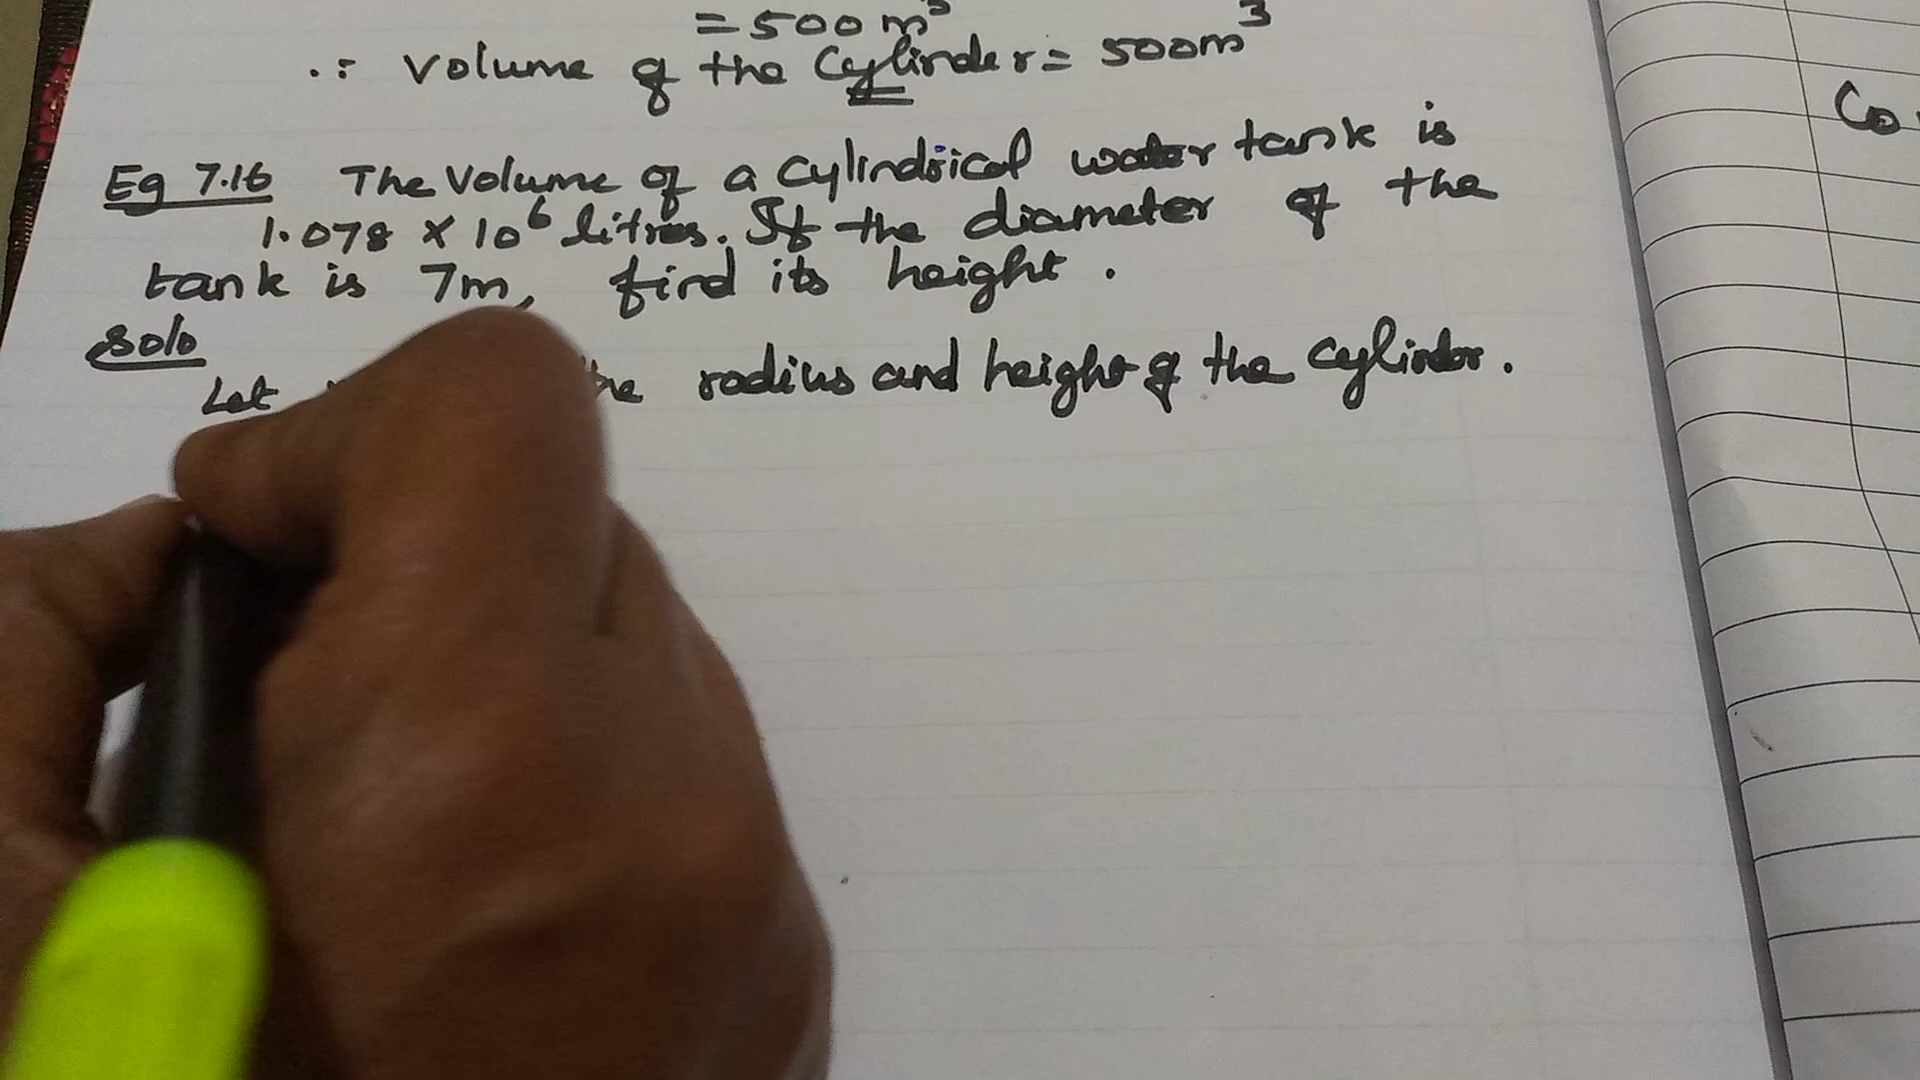 = 500 m³
∴ Volume of the Cylinder = 500m³
Eg 7.16 The Volume of a Cylindrical water tank is
1.078 × 10⁶ litres. If the diameter of the
tank is 7m, find its height.
Soln
Let the radius and height of the cylinder.
Co